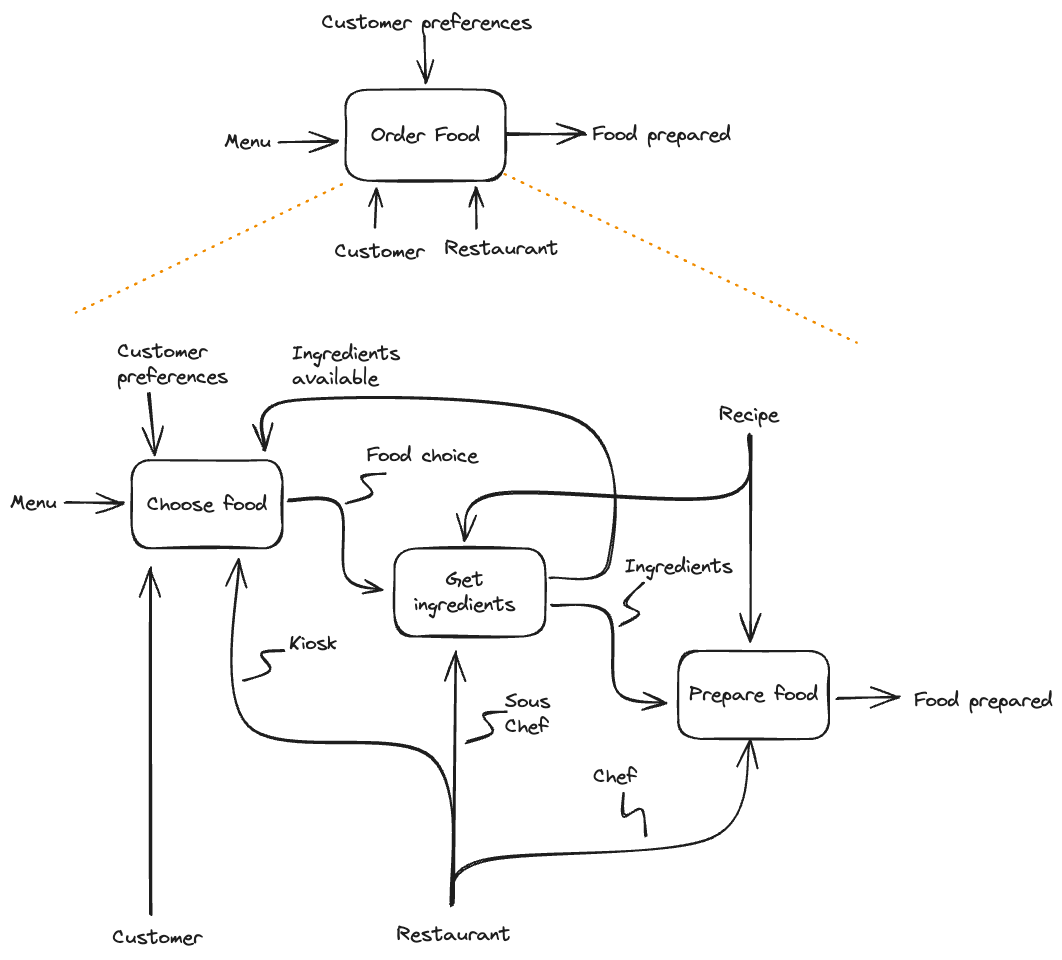 Customer preferences
Order Food
Menu
Food prepared
Customer
Restaurant
Customer
preferences
Ingredients
available
Recipe
Food choice
Menu
Choose food
Get
ingredients
Ingredients
Kiosk
Sous
Chef
Prepare food
Food prepared
Chef
Customer
Restaurant